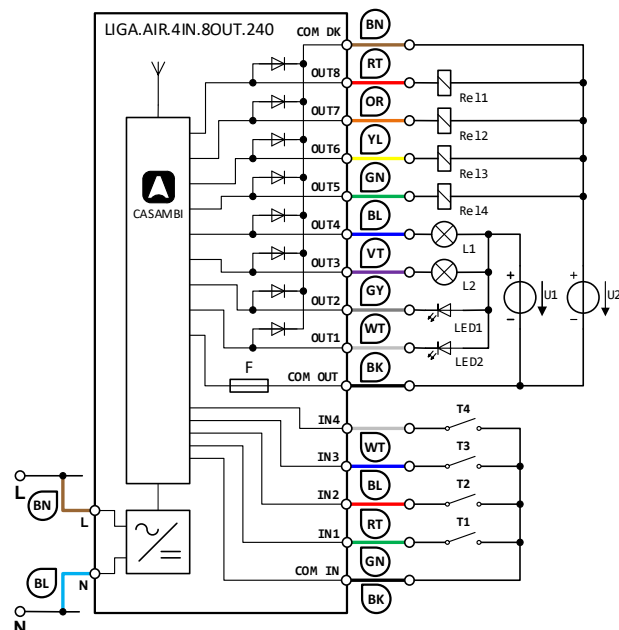 LIGA.AIR.4IN.8OUT.240
COM DK
BN
OUT8
RT
Rel1
OUT7
OR
Rel2
OUT6
YL
Rel3
OUT5
GN
Rel4
CASAMBI
OUT4
BL
L1
OUT3
VT
L2
OUT2
GY
LED1
OUT1
WT
LED2
+
−
U1
+
−
U2
F
COM OUT
BK
IN4
T4
WT
IN3
T3
BL
IN2
T2
RT
IN1
T1
GN
COM IN
BK
L
BN
L
BL
N
N